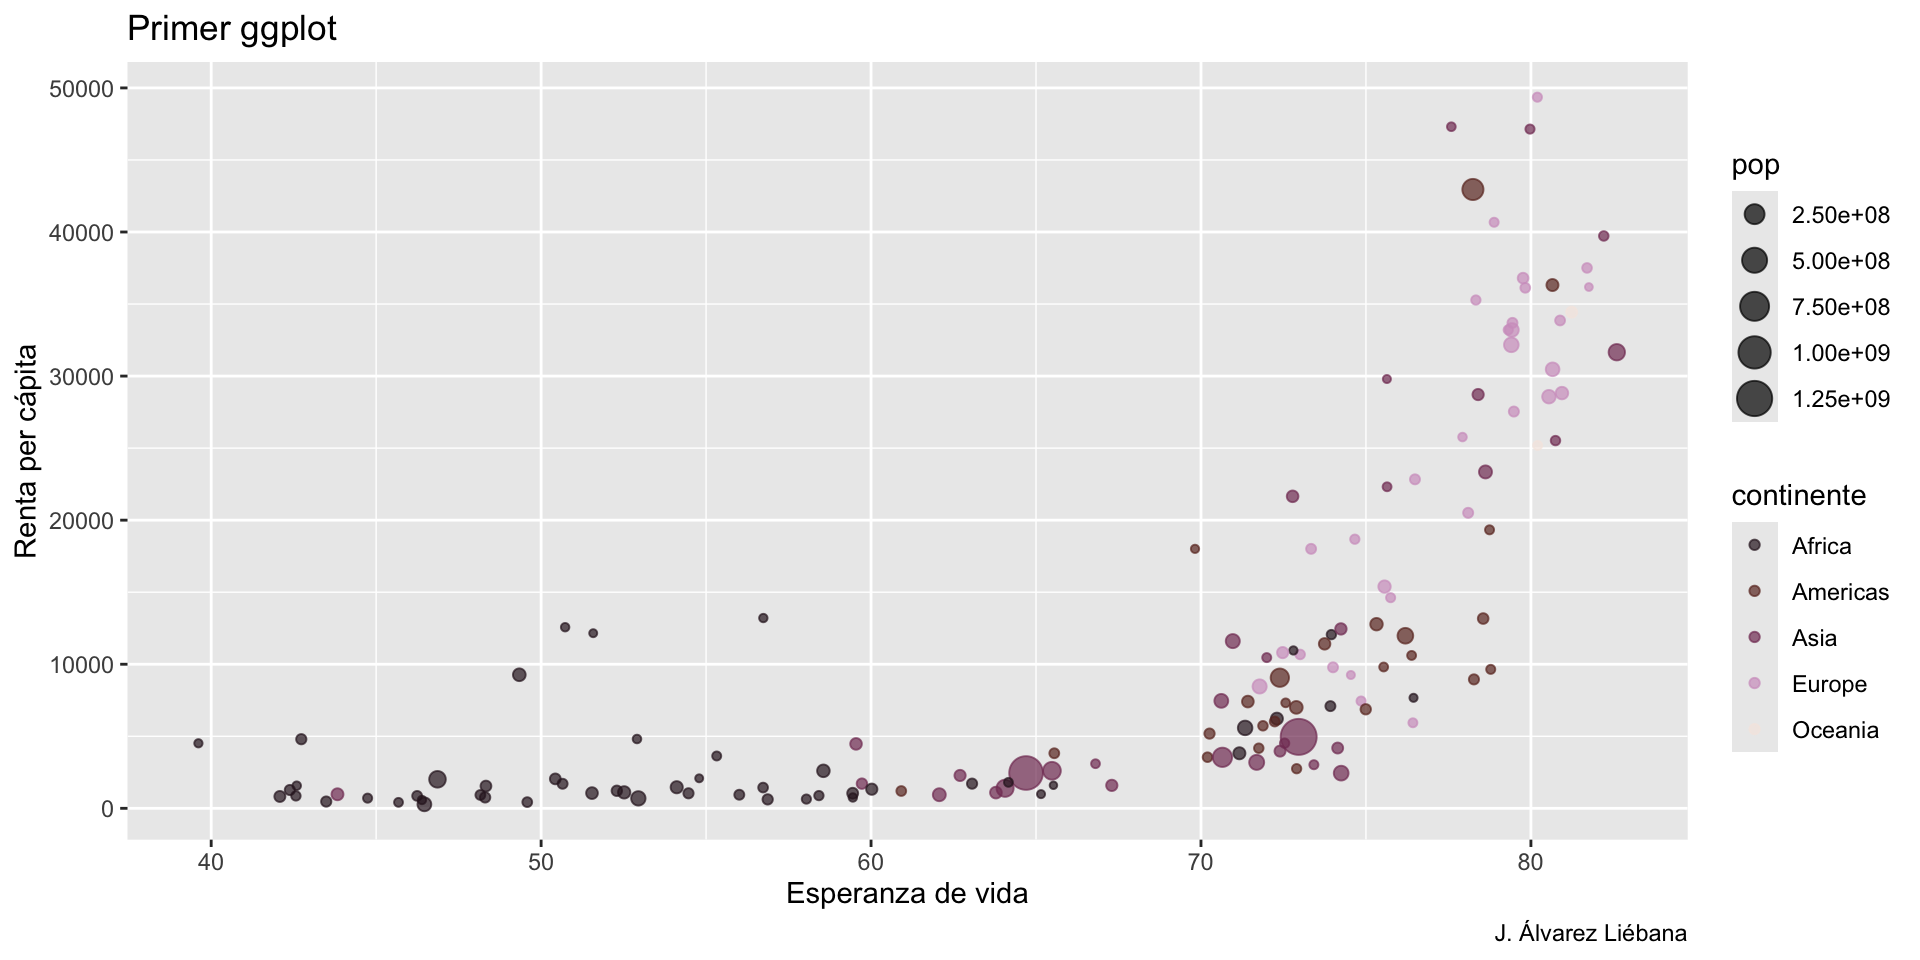 Primer ggplot
50000
40000
30000
20000
10000
0
Renta per cápita
40 50 60 70 80
Esperanza de vida
pop
2.50e+08
5.00e+08
7.50e+08
1.00e+09
1.25e+09
continente
Africa
Americas
Asia
Europe
Oceania
J. Álvarez Liébana